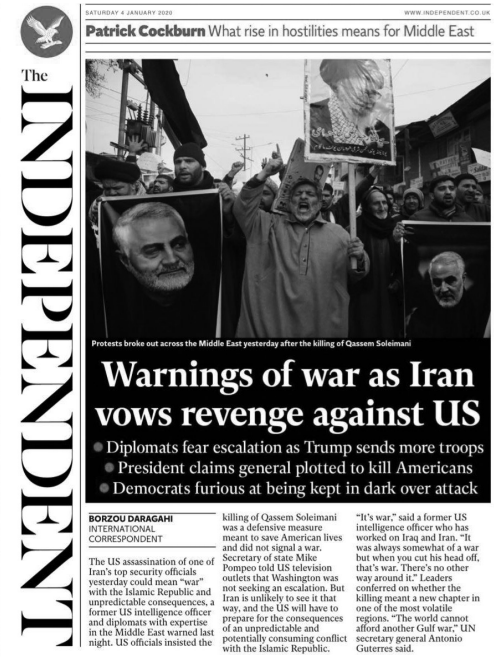 SATURDAY 4 JANUARY 2020
WWW.INDEPENDENT.CO.UK
Patrick Cockburn What rise in hostilities means for Middle East
The
INDEPENDENT
Protests broke out across the Middle East yesterday after the killing of Qassem Soleimani
Warnings of war as Iran
vows revenge against US
Diplomats fear escalation as Trump sends more troops
President claims general plotted to kill Americans
Democrats furious at being kept in dark over attack
BORZOU DARAGAHI
INTERNATIONAL
CORRESPONDENT
The US assassination of one of
Iran's top security officials
yesterday could mean "war"
with the Islamic Republic and
unpredictable consequences, a
former US intelligence officer
and diplomats with expertise
in the Middle East warned last
night. US officials insisted the
killing of Qassem Soleimani
was a defensive measure
meant to save American lives
and did not signal a war.
Secretary of state Mike
Pompeo told US television
outlets that Washington was
not seeking an escalation. But
Iran is unlikely to see it that
way, and the US will have to
prepare for the consequences
of an unpredictable and
potentially consuming conflict
with the Islamic Republic.
"It's war," said a former US
intelligence officer who has
worked on Iraq and Iran. "It
was always somewhat of a war
but when you cut his head off,
that's war. There's no other
way around it." Leaders
conferred on whether the
killing meant a new chapter in
one of the most volatile
regions. "The world cannot
afford another Gulf war," UN
secretary general Antonio
Guterres said.